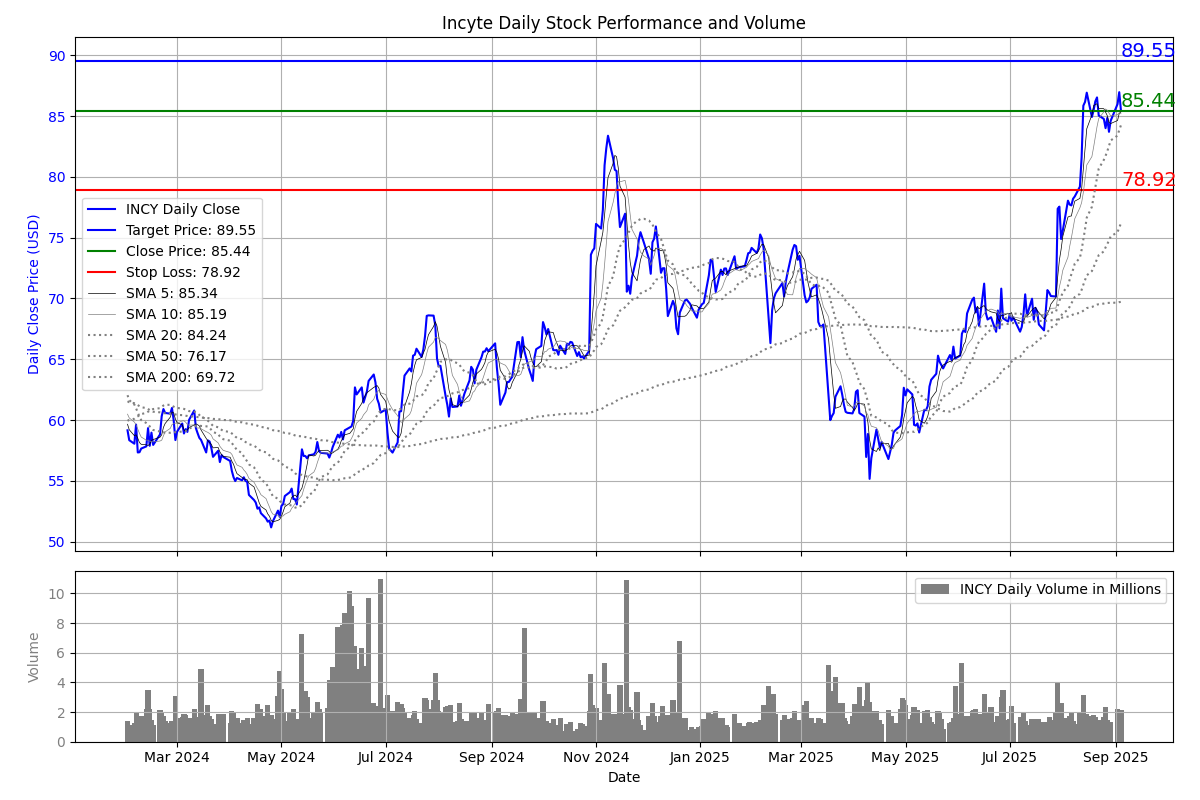 Incyte Daily Stock Performance and Volume
90
85
80
75
70
65
60
55
50
Daily Close Price (USD)
89.55
85.44
78.92
INCY Daily Close
Target Price: 89.55
Close Price: 85.44
Stop Loss: 78.92
SMA 5: 85.34
SMA 10: 85.19
SMA 20: 84.24
SMA 50: 76.17
SMA 200: 69.72
10
8
6
4
2
0
Volume
INCY Daily Volume in Millions
Mar 2024 May 2024 Jul 2024 Sep 2024 Nov 2024 Jan 2025 Mar 2025 May 2025 Jul 2025 Sep 2025
Date